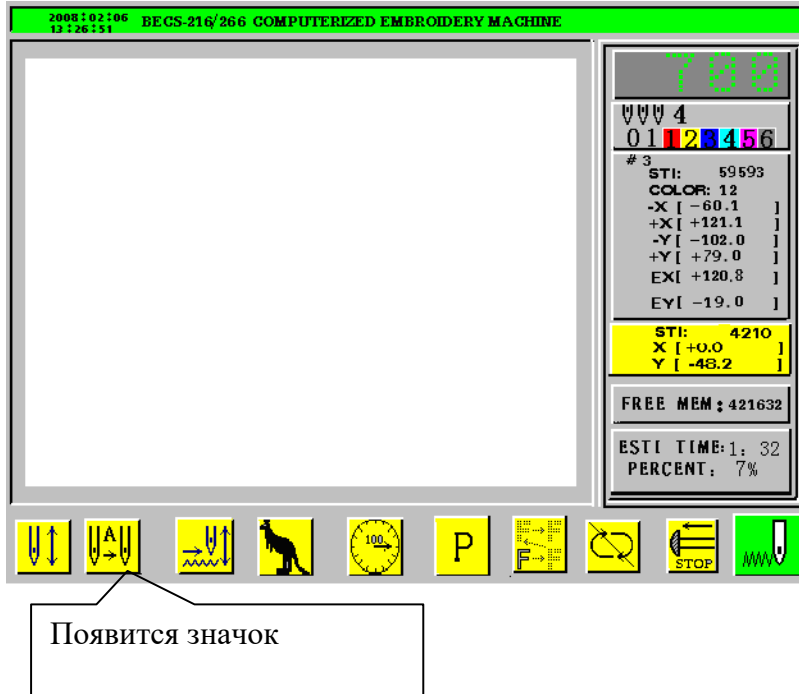 2008:02:06
13:26:51
BECS-216/266 COMPUTERIZED EMBROIDERY MACHINE
700
4
0 1 1 2 3 4 5 6
# 3
STI: 59593
COLOR: 12
-X [ -60.1 ]
+X [ +121.1 ]
-Y [ -102.0 ]
+Y [ +79.0 ]
EX[ +120.8 ]
EY[ -19.0 ]
STI: 4210
X [ +0.0 ]
Y [ -48.2 ]
FREE MEM: 421632
ESTI TIME: 1: 32
PERCENT: 7%
A
100
P
F
STOP
Появится значок